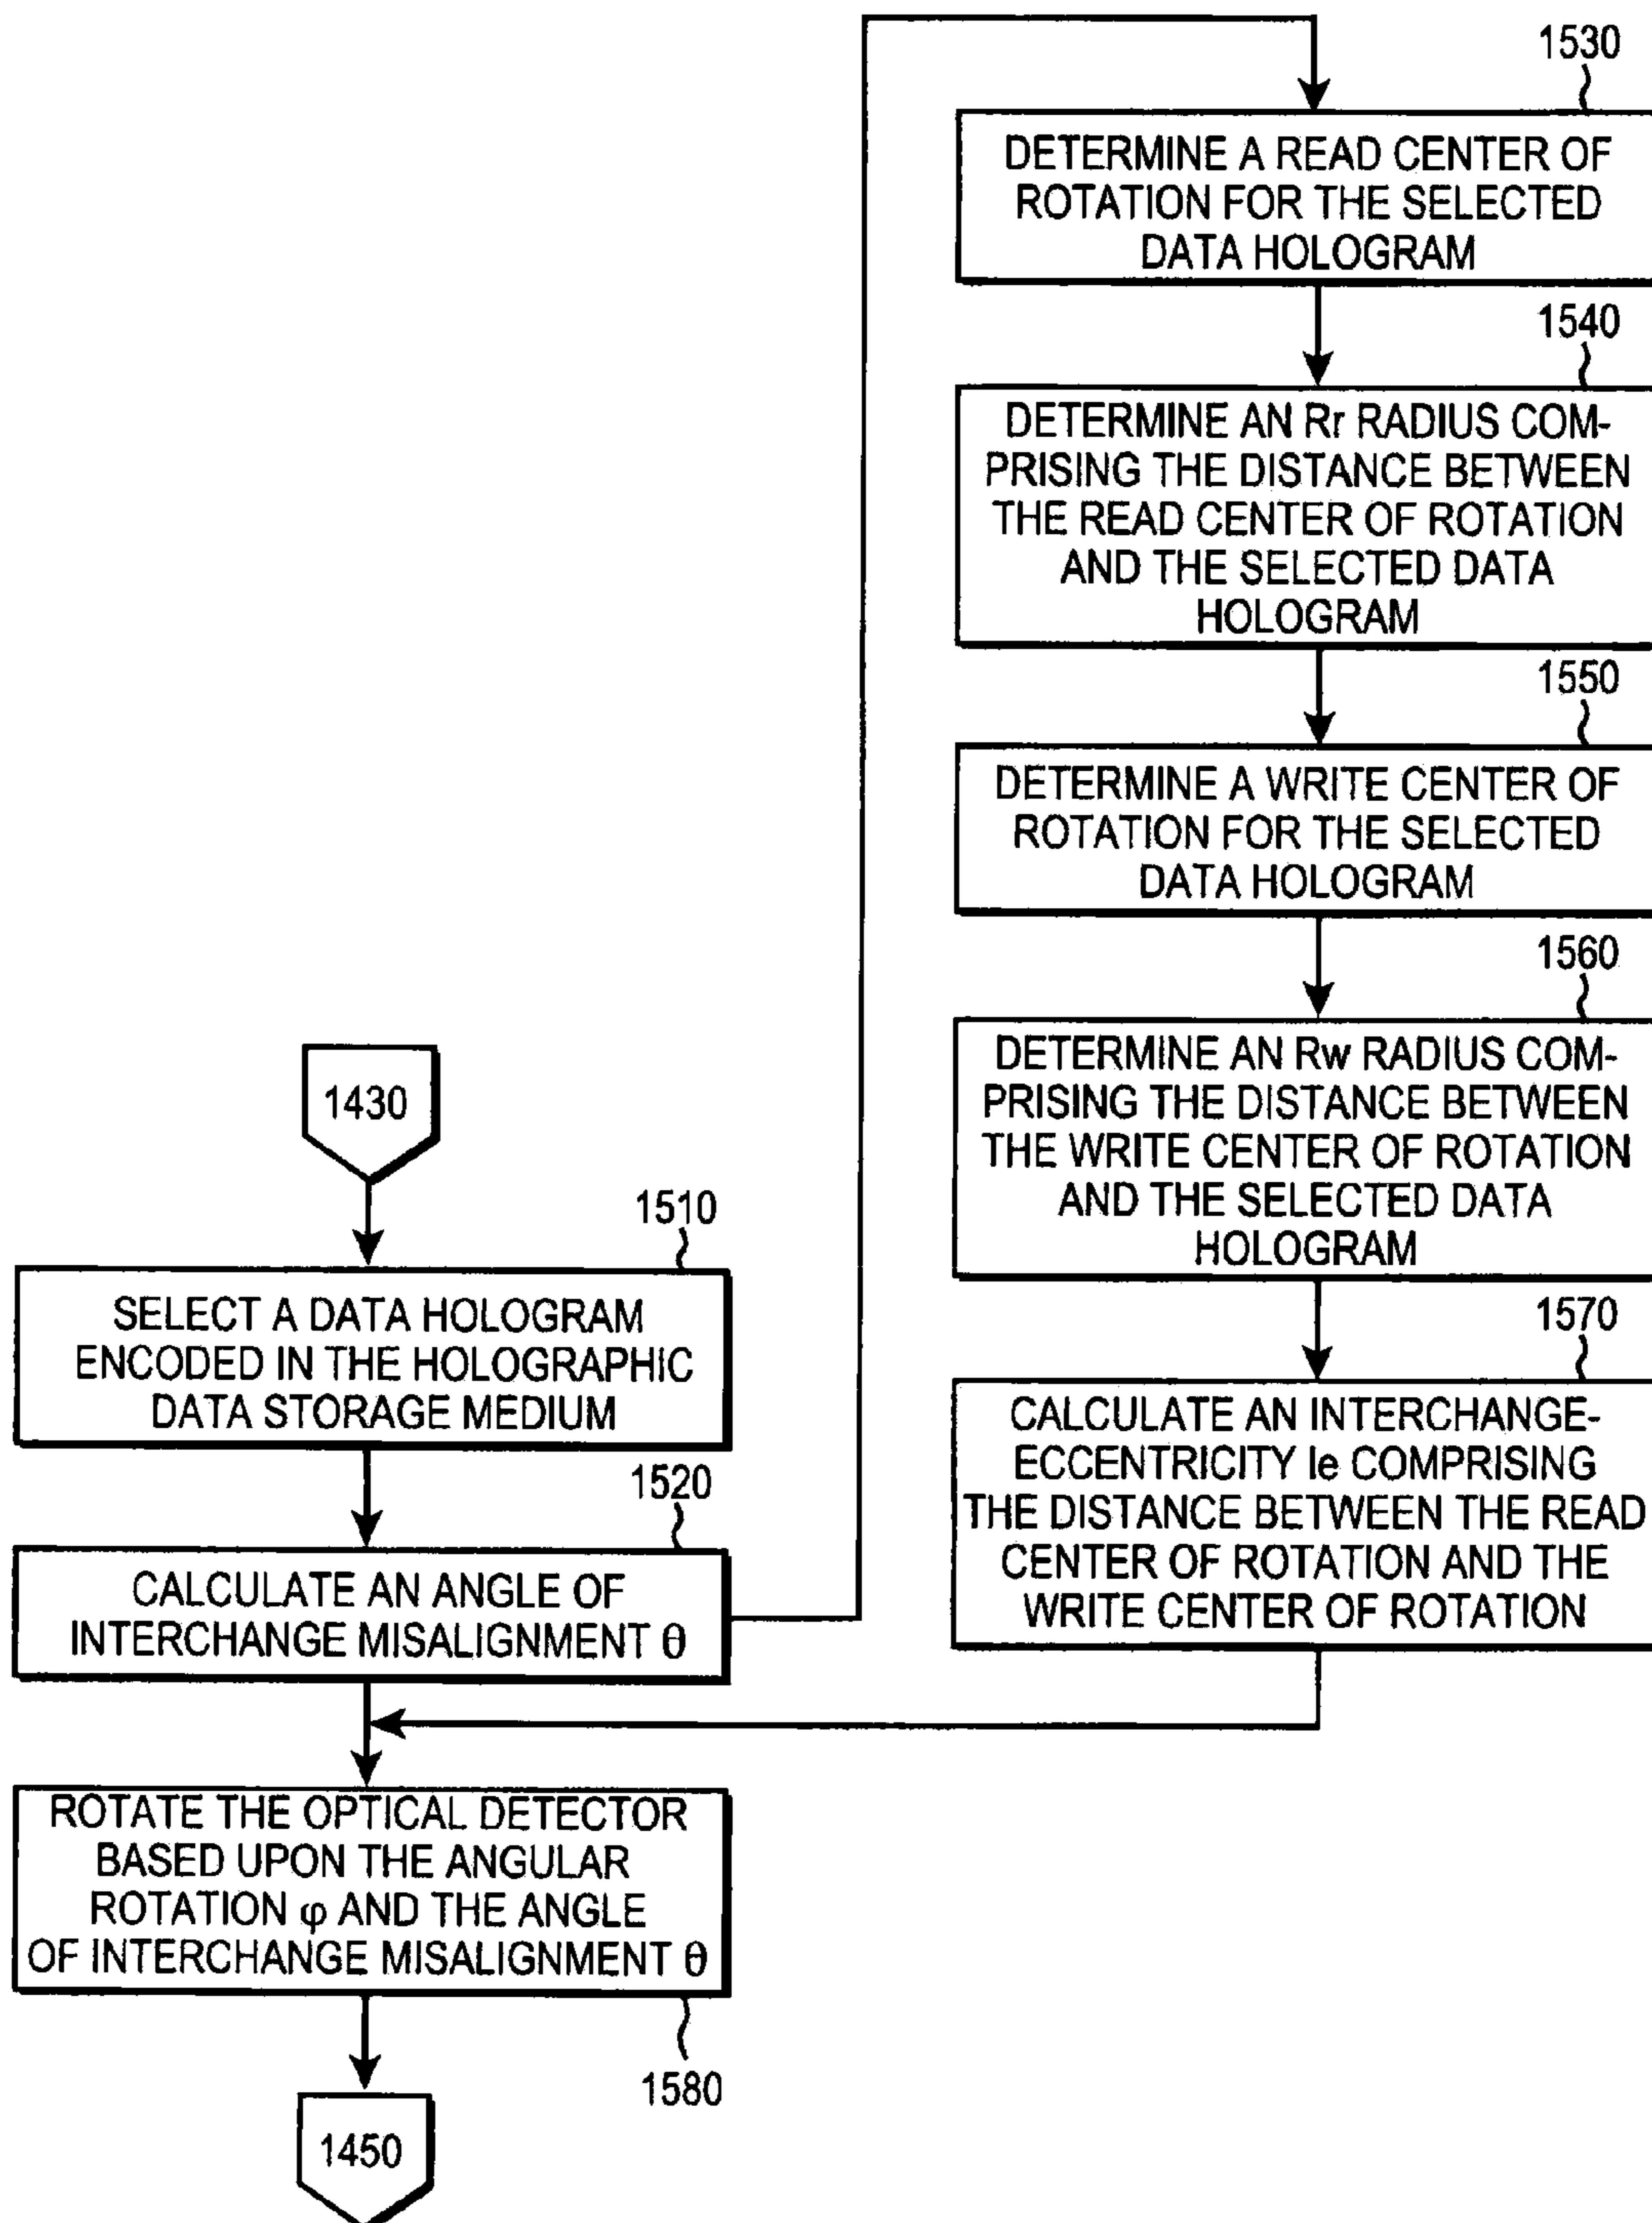 1430
1510
SELECT A DATA HOLOGRAM
ENCODED IN THE HOLOGRAPHIC
DATA STORAGE MEDIUM
1520
CALCULATE AN ANGLE OF
INTERCHANGE MISALIGNMENT θ
1530
DETERMINE A READ CENTER OF
ROTATION FOR THE SELECTED
DATA HOLOGRAM
1540
DETERMINE AN Rr RADIUS COM-
PRISING THE DISTANCE BETWEEN
THE READ CENTER OF ROTATION
AND THE SELECTED DATA
HOLOGRAM
1550
DETERMINE A WRITE CENTER OF
ROTATION FOR THE SELECTED
DATA HOLOGRAM
1560
DETERMINE AN Rw RADIUS COM-
PRISING THE DISTANCE BETWEEN
THE WRITE CENTER OF ROTATION
AND THE SELECTED DATA
HOLOGRAM
1570
CALCULATE AN INTERCHANGE-
ECCENTRICITY Ie COMPRISING
THE DISTANCE BETWEEN THE READ
CENTER OF ROTATION AND THE
WRITE CENTER OF ROTATION
ROTATE THE OPTICAL DETECTOR
BASED UPON THE ANGULAR
ROTATION φ AND THE ANGLE
OF INTERCHANGE MISALIGNMENT θ
1580
1450